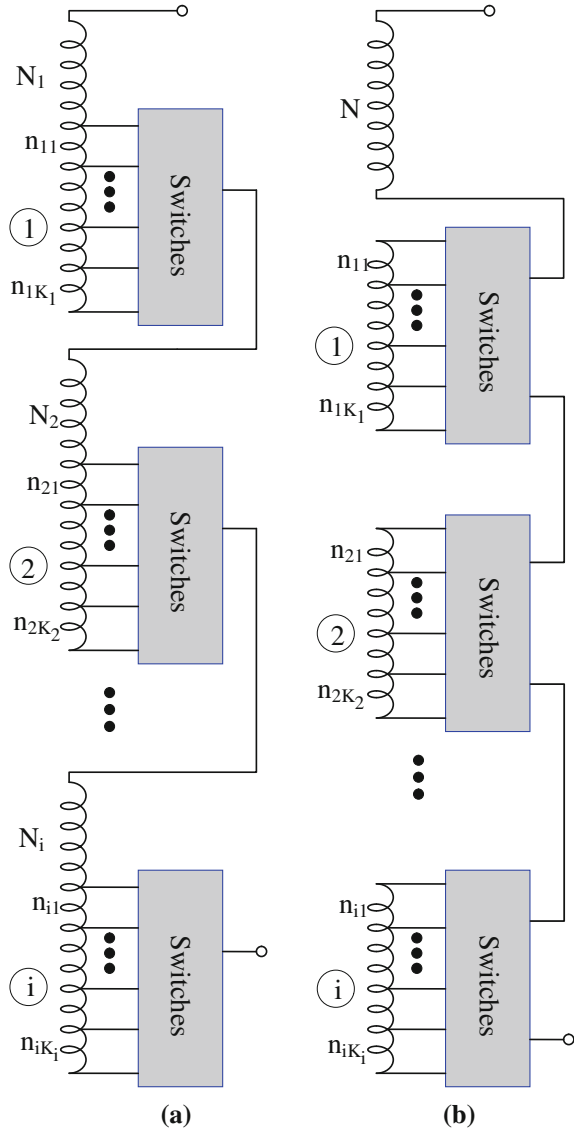 N₁
n₁₁
Switches
1
n₁K₁
N₂
n₂₁
Switches
2
n₂K₂
Nᵢ
nᵢ₁
Switches
i
nᵢKᵢ
(a)
N
n₁₁
Switches
1
n₁K₁
n₂₁
Switches
2
n₂K₂
nᵢ₁
Switches
i
nᵢKᵢ
(b)